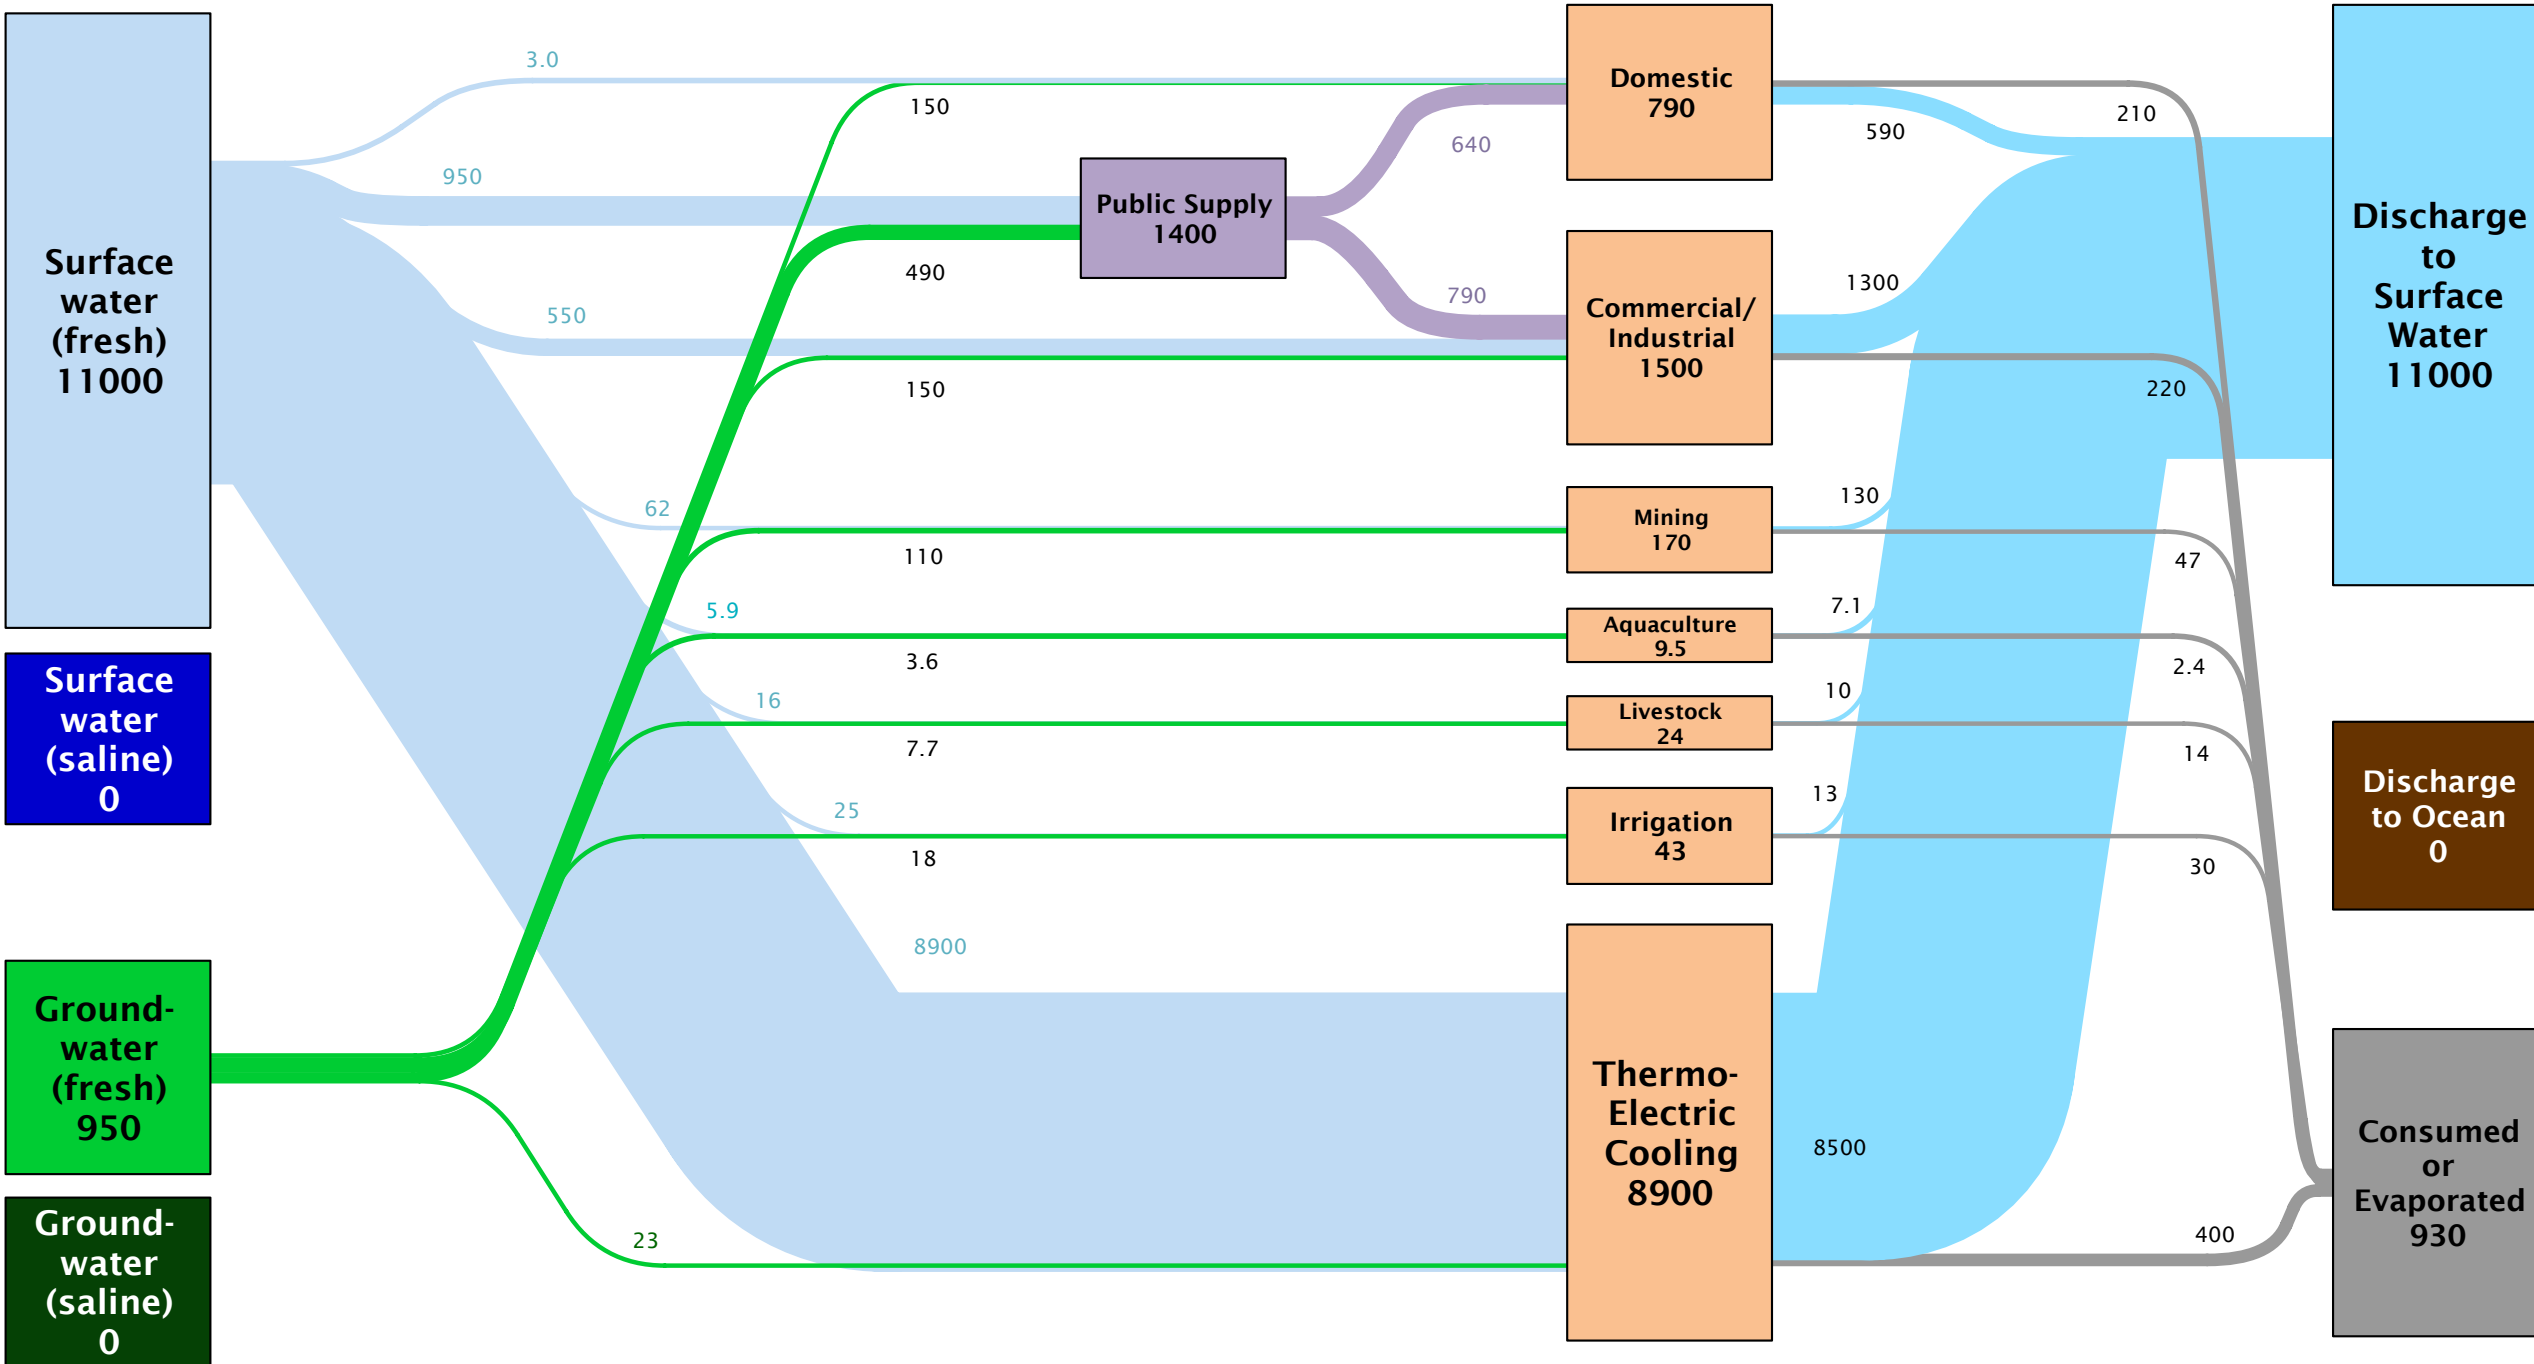 Surface
water
(fresh)
11000
Surface
water
(saline)
0
Ground-
water
(fresh)
950
Ground-
water
(saline)
0
3.0
950
550
62
5.9
16
25
8900
150
490
150
110
3.6
7.7
18
23
Public Supply
1400
640
790
Domestic
790
Commercial/
Industrial
1500
Mining
170
Aquaculture
9.5
Livestock
24
Irrigation
43
Thermo-
Electric
Cooling
8900
590
1300
130
7.1
10
13
8500
210
220
47
2.4
14
30
400
Discharge
to
Surface
Water
11000
Discharge
to Ocean
0
Consumed
or
Evaporated
930